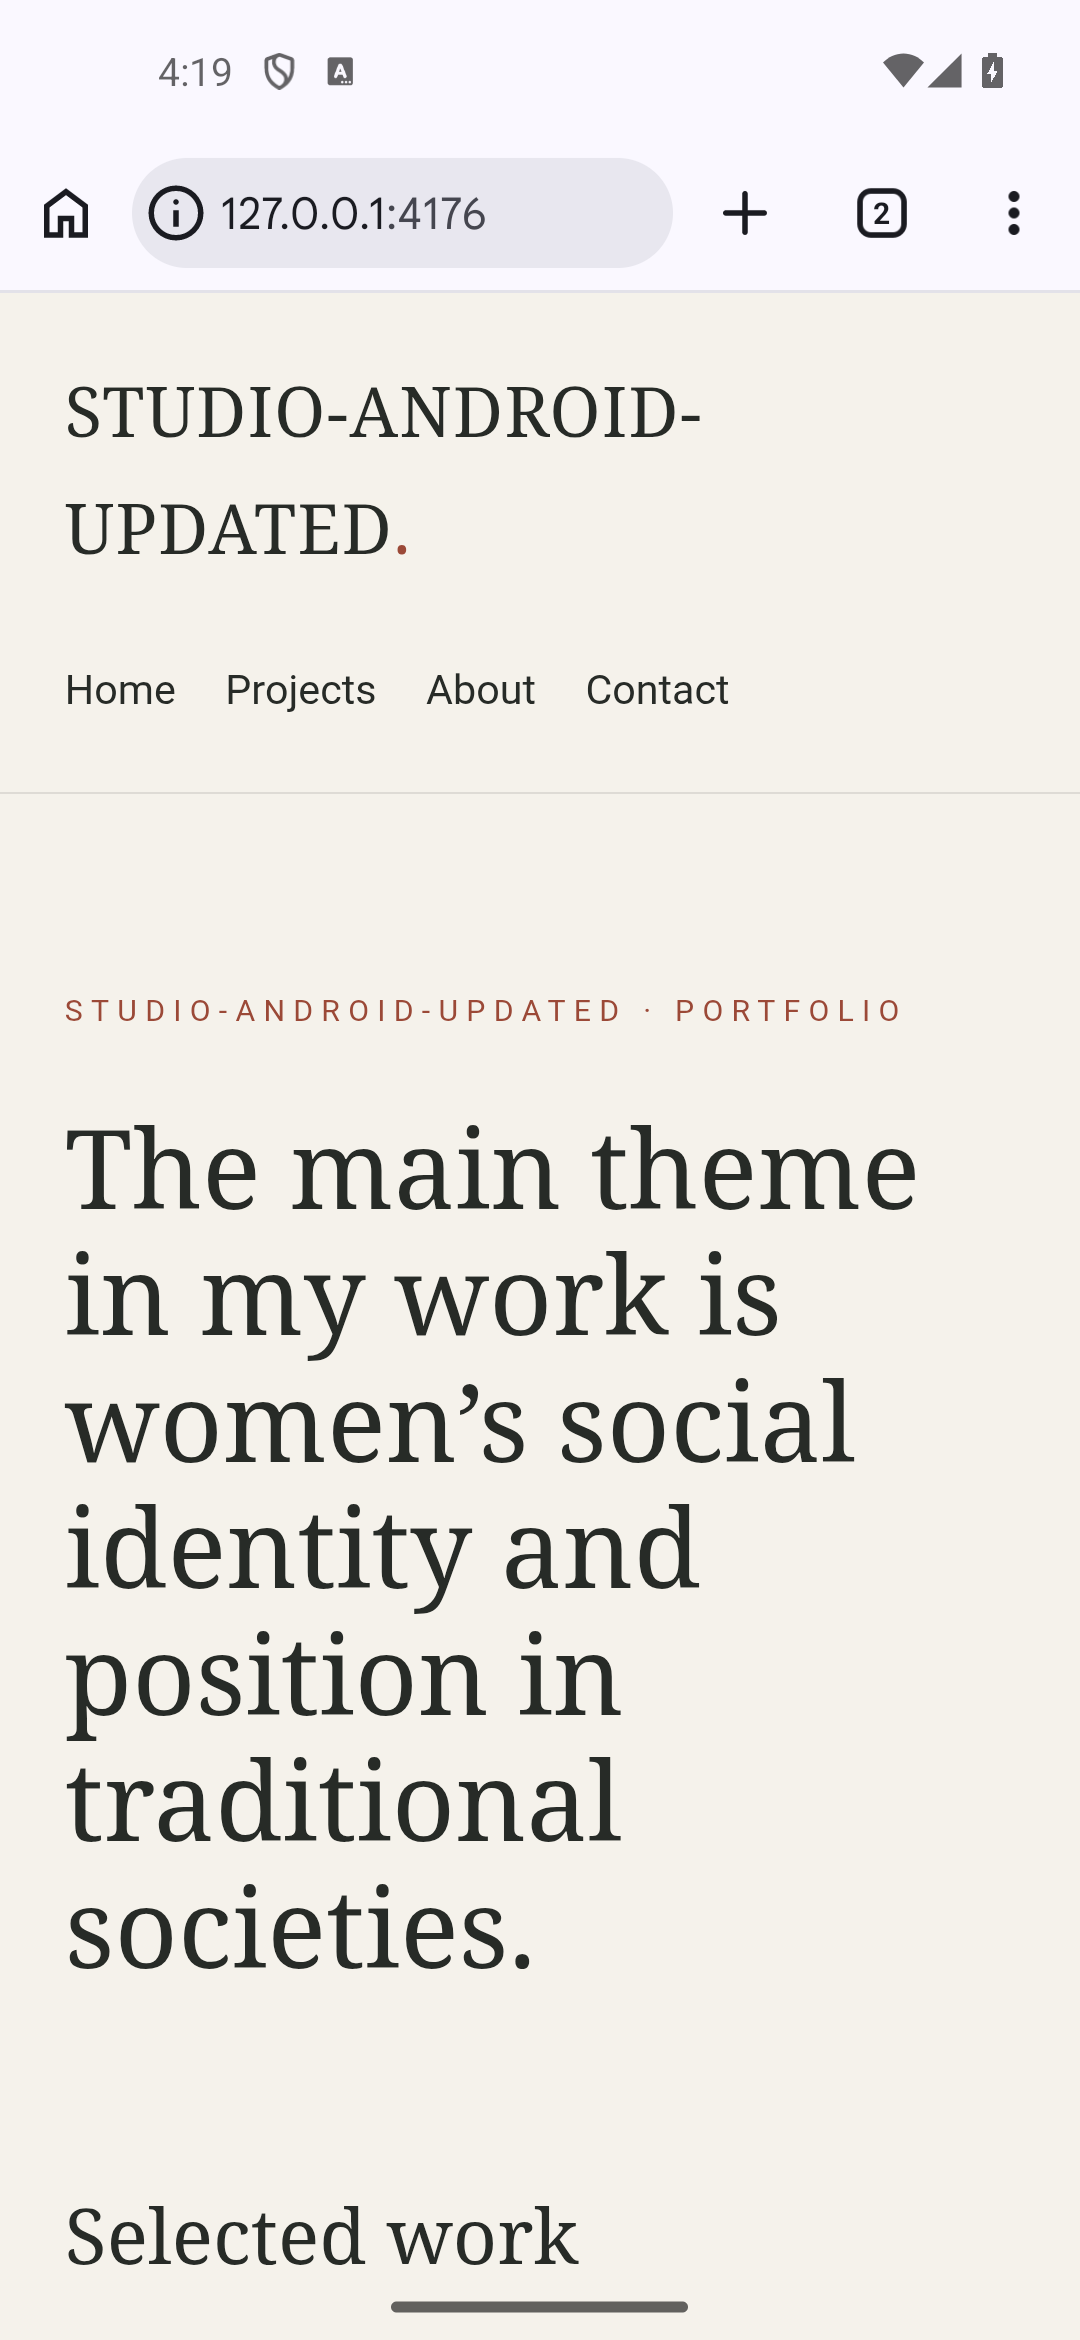 4:19
127.0.0.1:4176
2
STUDIO-ANDROID-
UPDATED.
Home Projects About Contact
STUDIO-ANDROID-UPDATED · PORTFOLIO
The main theme
in my work is
women’s social
identity and
position in
traditional
societies.
Selected work